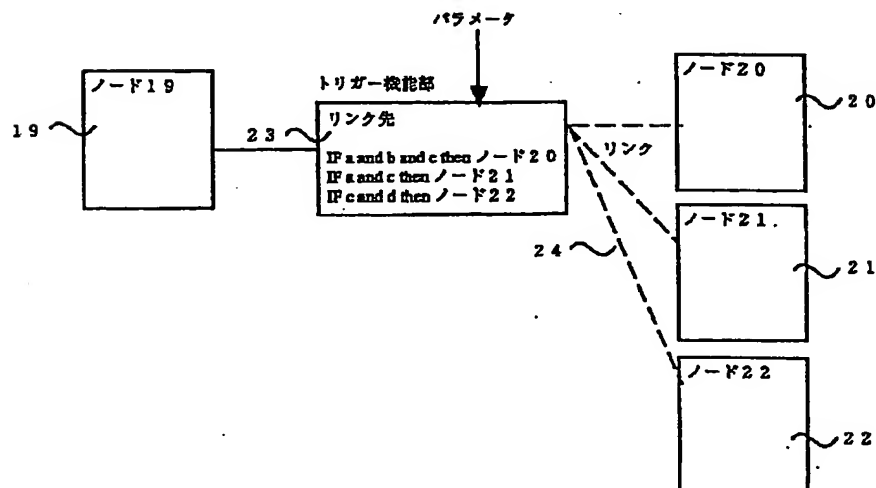 パラメータ
ノード19
19
23
トリガー機能部
リンク先
IF a and b and c then ノード20
IF a and c then ノード21
IF c and d then ノード22
リンク
24
ノード20
20
ノード21.
21
ノード22
22